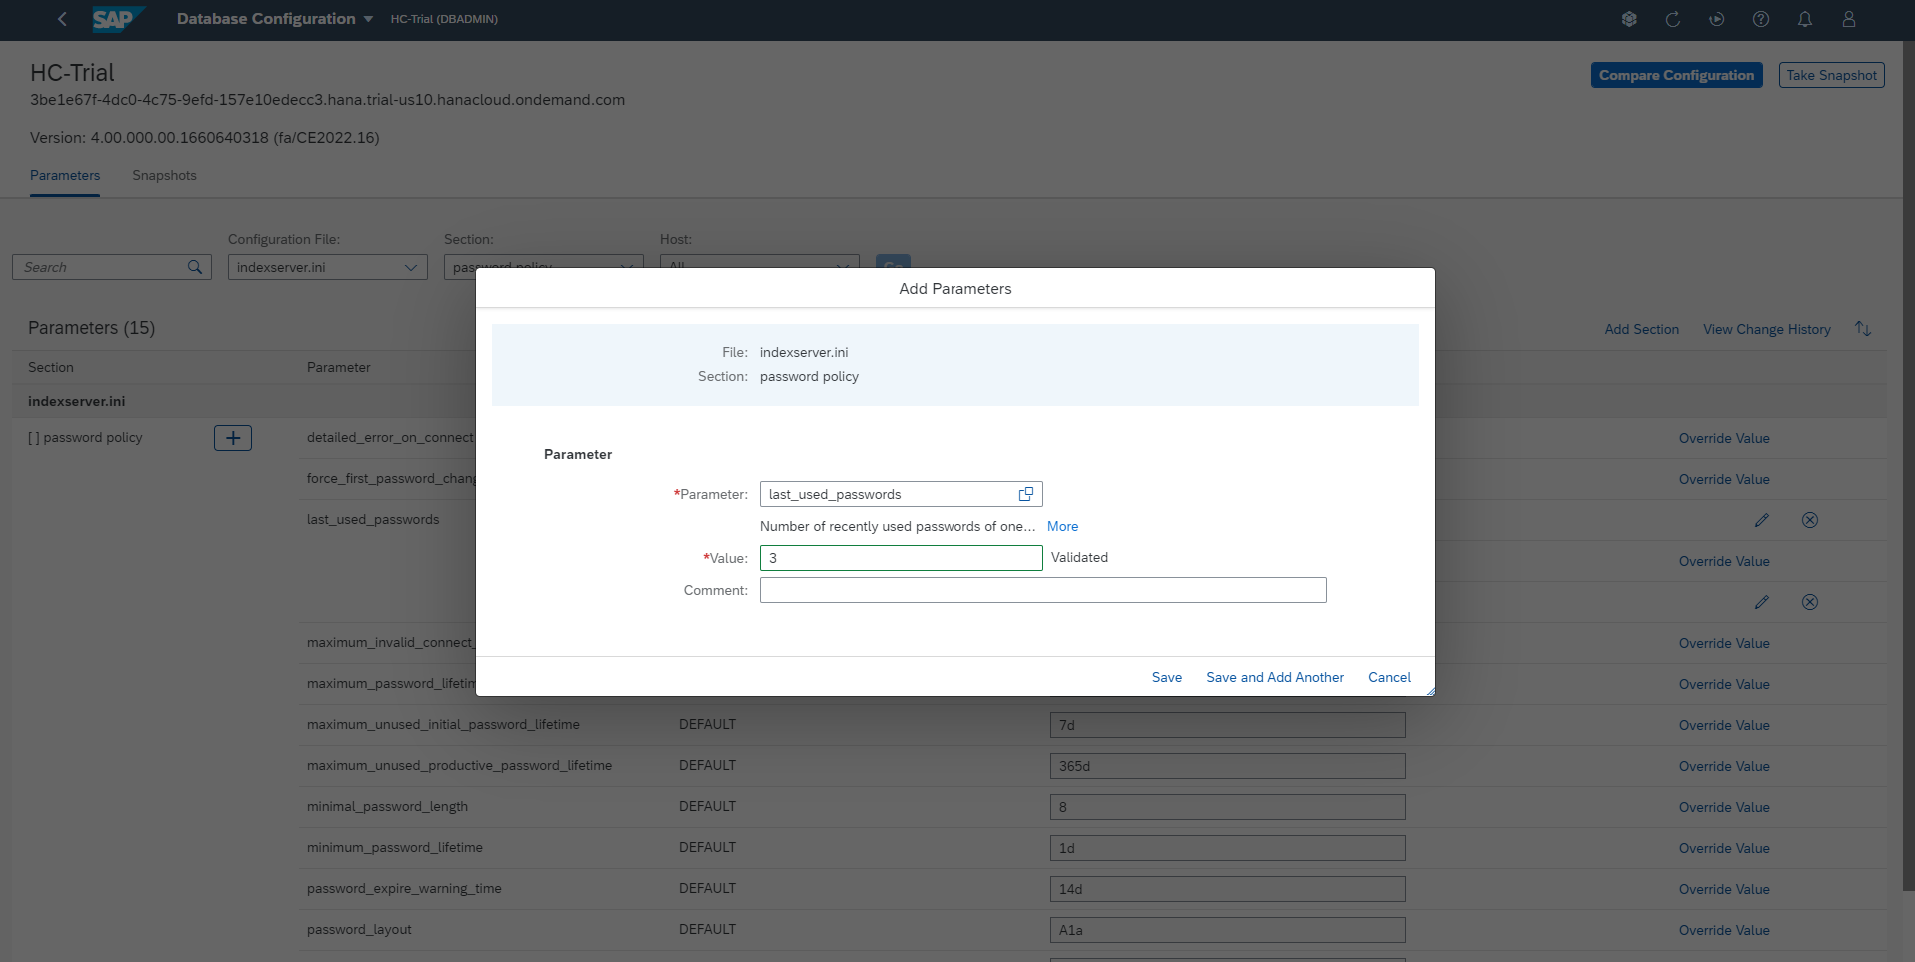 SAP Database Configuration HC-Trial (DBADMIN)
HC-Trial
3be1e67f-4dc0-4c75-9efd-157e10edecc3.hana.trial-us10.hanacloud.ondemand.com
Compare Configuration Take Snapshot
Version: 4.00.000.00.1660640318 (fa/CE2022.16)
Parameters Snapshots
Configuration File: Section: Host:
Search indexserver.ini password policy All Go
Add Parameters
File: indexserver.ini
Section: password policy
Parameter
*Parameter: last_used_passwords
Number of recently used passwords of one... More
*Value: 3 Validated
Comment:
Save Save and Add Another Cancel
Parameters (15) Add Section View Change History
Section Parameter
indexserver.ini
[ ] password policy + detailed_error_on_connect Override Value
force_first_password_chang Override Value
last_used_passwords
Override Value
maximum_invalid_connect_ Override Value
maximum_password_lifetim Override Value
maximum_unused_initial_password_lifetime DEFAULT 7d Override Value
maximum_unused_productive_password_lifetime DEFAULT 365d Override Value
minimal_password_length DEFAULT 8 Override Value
minimum_password_lifetime DEFAULT 1d Override Value
password_expire_warning_time DEFAULT 14d Override Value
password_layout DEFAULT A1a Override Value